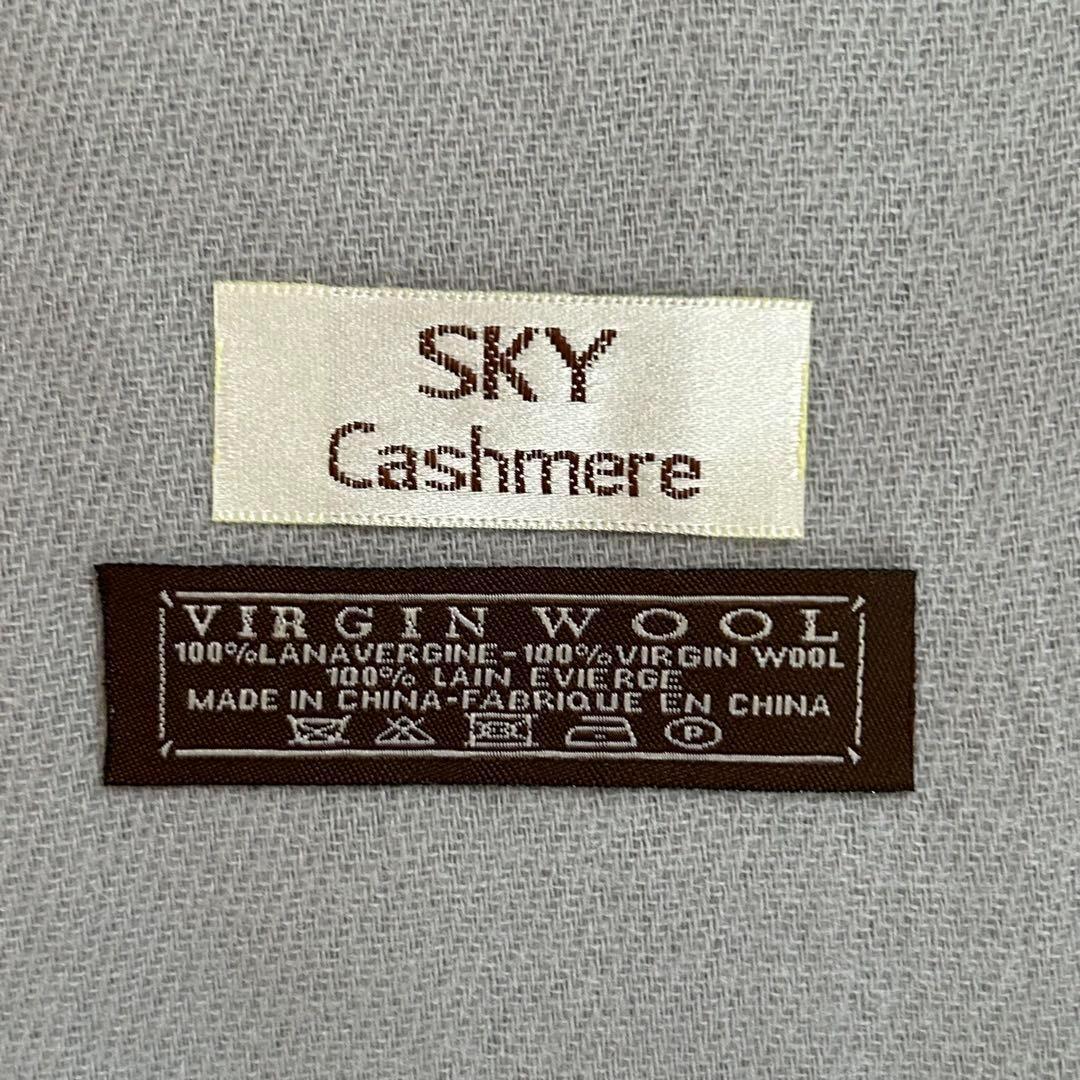 SKY
Cashmere
VIRGIN WOOL
100%LANAVERGINE-100%VIRGIN WOOL
100% LAIN EVIERGE
MADE IN CHINA-FABRIQUE EN CHINA
P